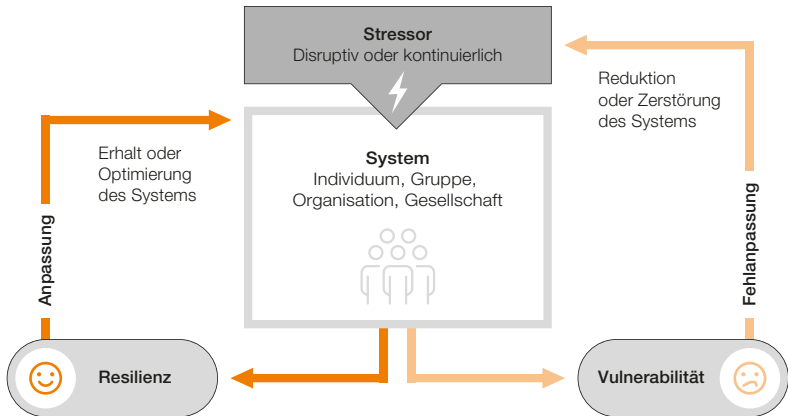 Stressor
Disruptiv oder kontinuierlich
Reduktion
oder Zerstörung
des Systems
Erhalt oder
Optimierung
des Systems
System
Individuum, Gruppe,
Organisation, Gesellschaft
Anpassung
Fehlanpassung
Resilienz
Vulnerabilität